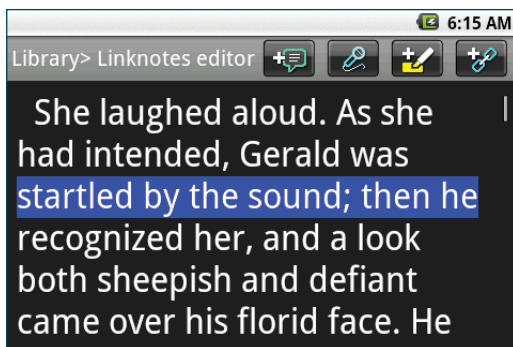 6:15 AM
Library> Linknotes editor
She laughed aloud. As she
had intended, Gerald was
startled by the sound; then he
recognized her, and a look
both sheepish and defiant
came over his florid face. He